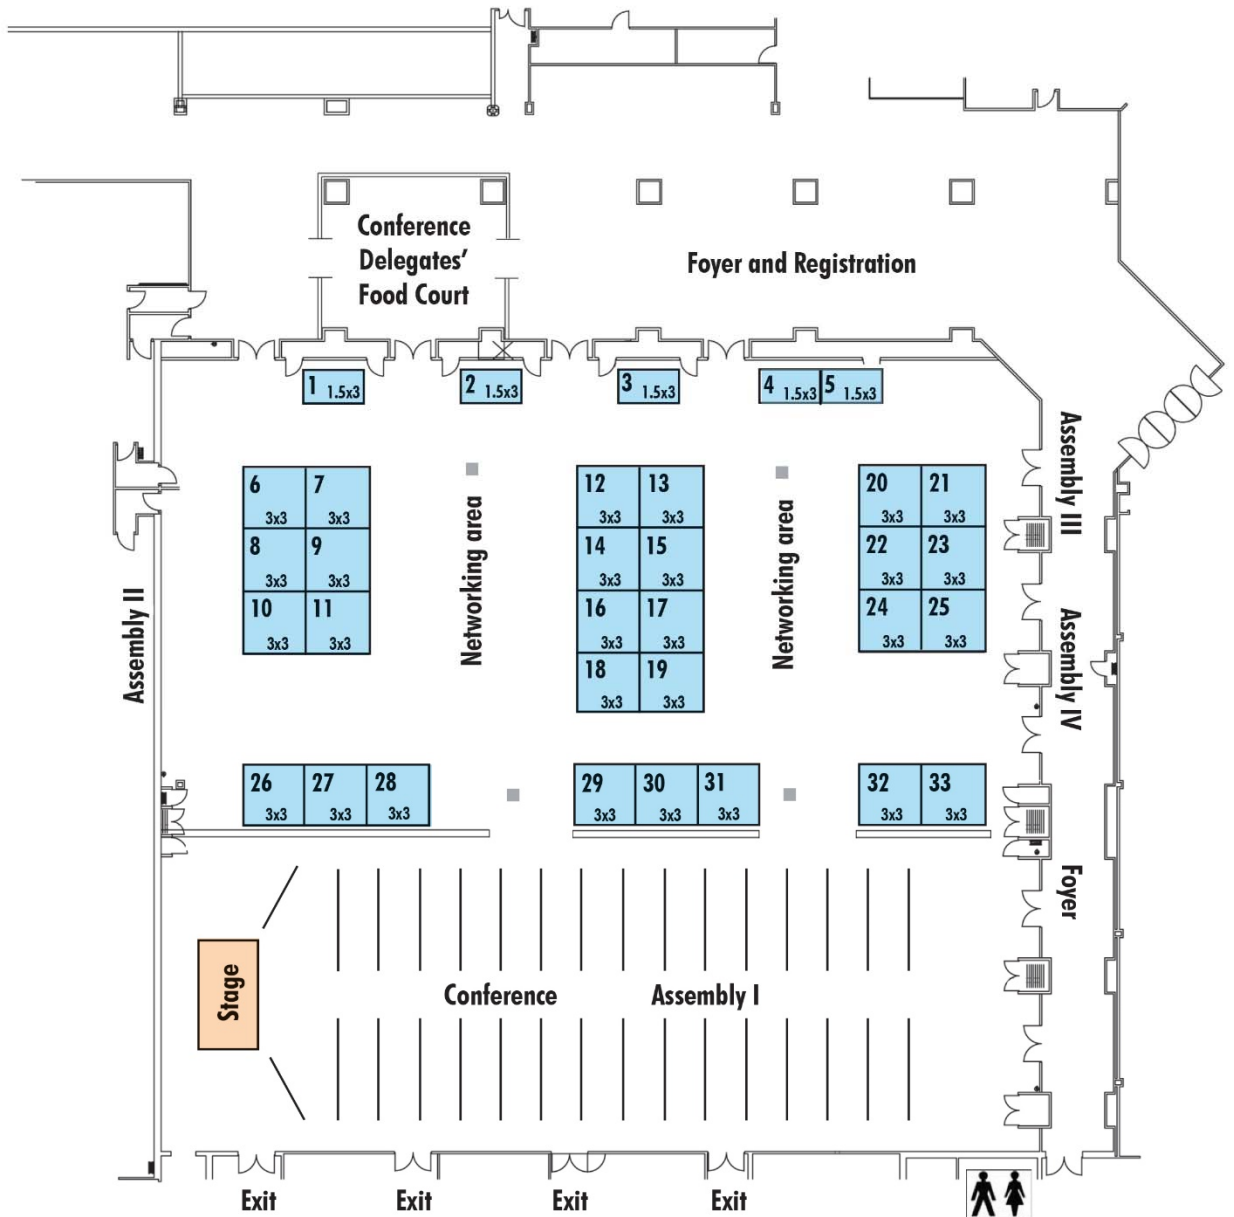 Conference
Delegates'
Food Court
Foyer and Registration
1 1.5x3
2 1.5x3
3 1.5x3
4 1.5x3
5 1.5x3
Assembly III
6 3x3
7 3x3
8 3x3
9 3x3
10 3x3
11 3x3
Networking area
12 3x3
13 3x3
14 3x3
15 3x3
16 3x3
17 3x3
18 3x3
19 3x3
Networking area
20 3x3
21 3x3
22 3x3
23 3x3
24 3x3
25 3x3
Assembly II
Assembly IV
26 3x3
27 3x3
28 3x3
29 3x3
30 3x3
31 3x3
32 3x3
33 3x3
Foyer
Stage
Conference
Assembly I
Exit
Exit
Exit
Exit